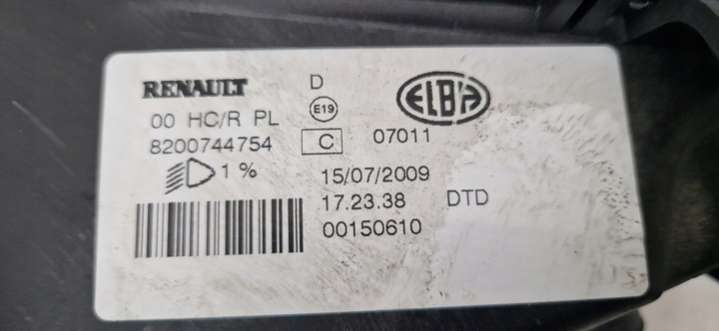 RENAULT D ELBA
E19
00 HC/R PL
8200744754 C 07011
1 %
15/07/2009
17.23.38 DTD
00150610